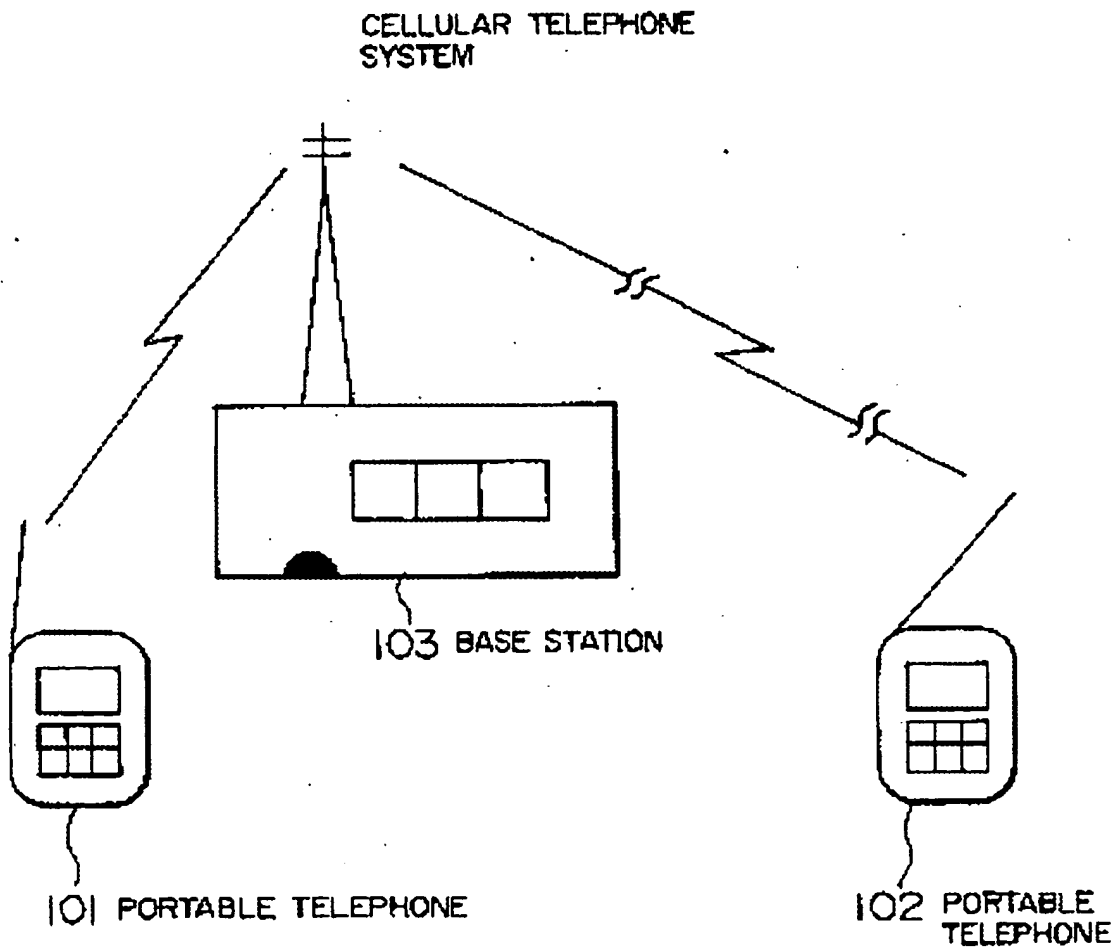 CELLULAR TELEPHONE
SYSTEM
103 BASE STATION
101 PORTABLE TELEPHONE
102 PORTABLE
TELEPHONE